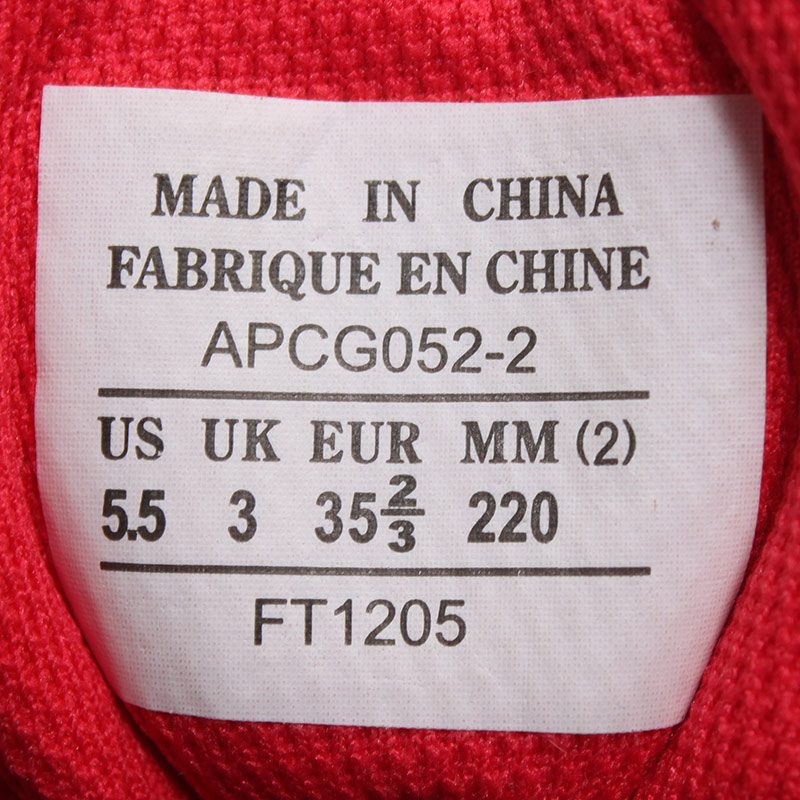 MADE IN CHINA
FABRIQUE EN CHINE
APCG052-2
US UK EUR MM (2)
5.5 3 35 2/3 220
FT1205